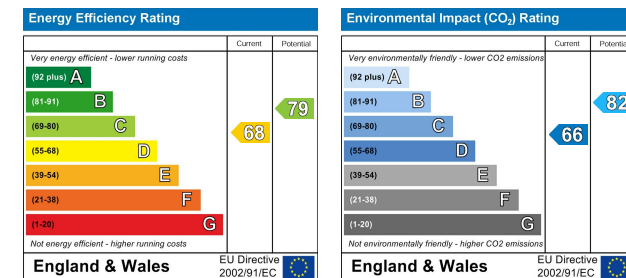 Energy Efficiency Rating
Current Potential
Very energy efficient - lower running costs
(92 plus) A
(81-91) B
(69-80) C
(55-68) D
(39-54) E
(21-38) F
(1-20) G
68
79
Not energy efficient - higher running costs
England & Wales
EU Directive
2002/91/EC
Environmental Impact (CO2) Rating
Current Potential
Very environmentally friendly - lower CO2 emissions
(92 plus) A
(81-91) B
(69-80) C
(55-68) D
(39-54) E
(21-38) F
(1-20) G
66
82
Not environmentally friendly - higher CO2 emissions
England & Wales
EU Directive
2002/91/EC